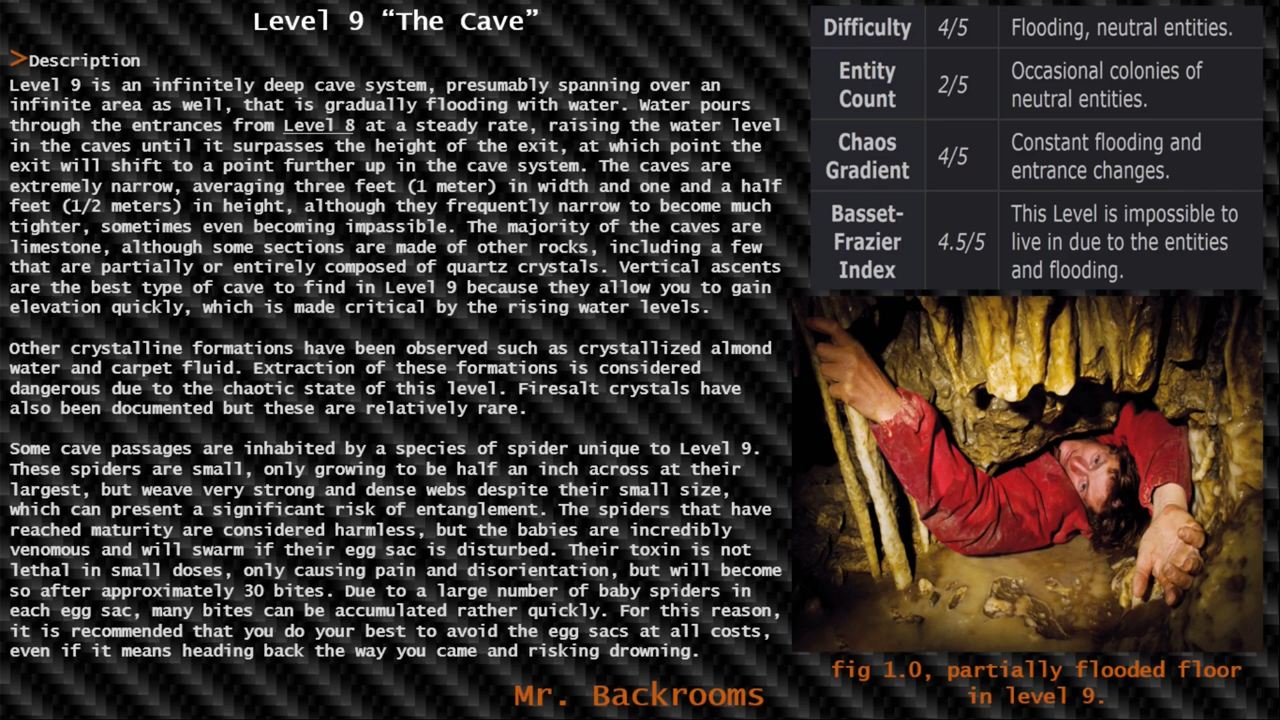 Level 9 “The Cave”
>Description
Level 9 is an infinitely deep cave system, presumably spanning over an
infinite area as well, that is gradually flooding with water. Water pours
through the entrances from Level 8 at a steady rate, raising the water level
in the caves until it surpasses the height of the exit, at which point the
exit will shift to a point further up in the cave system. The caves are
extremely narrow, averaging three feet (1 meter) in width and one and a half
feet (1/2 meters) in height, although they frequently narrow to become much
tighter, sometimes even becoming impassible. The majority of the caves are
limestone, although some sections are made of other rocks, including a few
that are partially or entirely composed of quartz crystals. Vertical ascents
are the best type of cave to find in Level 9 because they allow you to gain
elevation quickly, which is made critical by the rising water levels.
Other crystalline formations have been observed such as crystallized almond
water and carpet fluid. Extraction of these formations is considered
dangerous due to the chaotic state of this level. Firesalt crystals have
also been documented but these are relatively rare.
Some cave passages are inhabited by a species of spider unique to Level 9.
These spiders are small, only growing to be half an inch across at their
largest, but weave very strong and dense webs despite their small size,
which can present a significant risk of entanglement. The spiders that have
reached maturity are considered harmless, but the babies are incredibly
venomous and will swarm if their egg sac is disturbed. Their toxin is not
lethal in small doses, only causing pain and disorientation, but will become
so after approximately 30 bites. Due to a large number of baby spiders in
each egg sac, many bites can be accumulated rather quickly. For this reason,
it is recommended that you do your best to avoid the egg sacs at all costs,
even if it means heading back the way you came and risking drowning.
Mr. Backrooms
Difficulty 4/5 Flooding, neutral entities.
Entity Count 2/5 Occasional colonies of
neutral entities.
Chaos Gradient 4/5 Constant flooding and
entrance changes.
Basset-Frazier Index 4.5/5 This Level is impossible to
live in due to the entities
and flooding.
fig 1.0, partially flooded floor
in level 9.